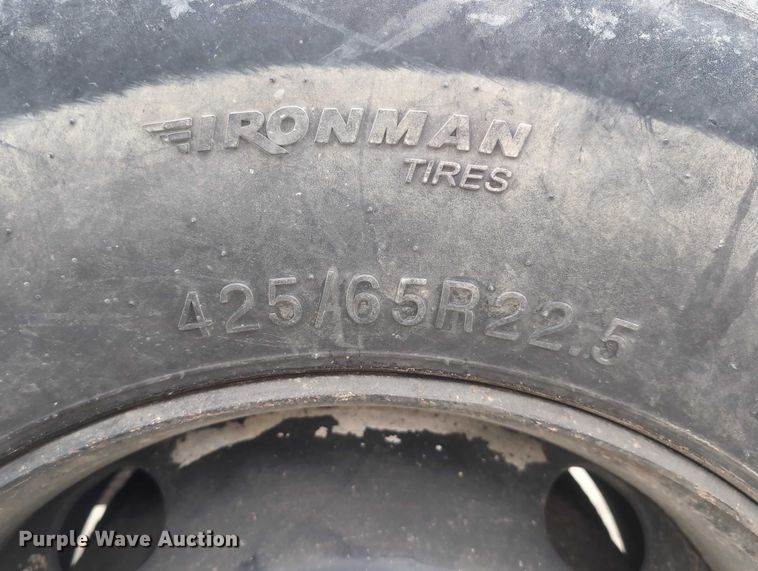 IRONMAN
TIRES
425/65R22.5
Purple Wave Auction